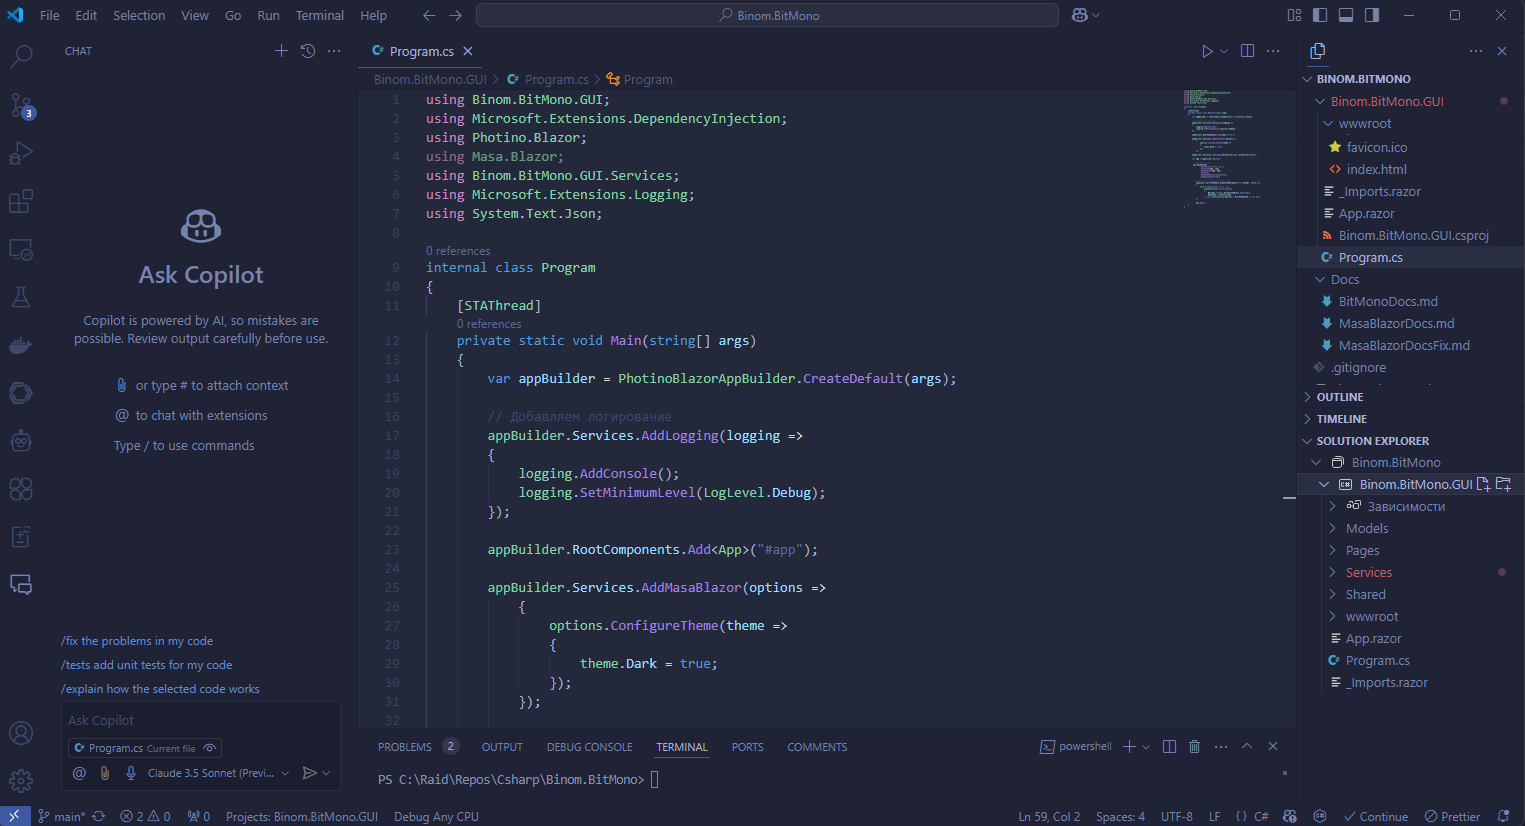 File Edit Selection View Go Run Terminal Help
Binom.BitMono
3
CHAT
Ask Copilot
Copilot is powered by AI, so mistakes are
possible. Review output carefully before use.
or type # to attach context
@ to chat with extensions
Type / to use commands
/fix the problems in my code
/tests add unit tests for my code
/explain how the selected code works
Ask Copilot
Program.cs Current file
@ Claude 3.5 Sonnet (Previ...
Program.cs
Binom.BitMono.GUI > Program.cs > Program
1 using Binom.BitMono.GUI;
2 using Microsoft.Extensions.DependencyInjection;
3 using Photino.Blazor;
4 using Masa.Blazor;
5 using Binom.BitMono.GUI.Services;
6 using Microsoft.Extensions.Logging;
7 using System.Text.Json;
8
0 references
9 internal class Program
10 {
11 [STAThread]
0 references
12 private static void Main(string[] args)
13 {
14 var appBuilder = PhotinoBlazorAppBuilder.CreateDefault(args);
15
16 // Добавляем логирование
17 appBuilder.Services.AddLogging(logging =>
18 {
19 logging.AddConsole();
20 logging.SetMinimumLevel(LogLevel.Debug);
21 });
22
23 appBuilder.RootComponents.Add<App>("#app");
24
25 appBuilder.Services.AddMasaBlazor(options =>
26 {
27 options.ConfigureTheme(theme =>
28 {
29 theme.Dark = true;
30 });
31 });
32
PROBLEMS 2 OUTPUT DEBUG CONSOLE TERMINAL PORTS COMMENTS
powershell
PS C:\Raid\Repos\Csharp\Binom.BitMono>
BINOM.BITMONO
Binom.BitMono.GUI
wwwroot
favicon.ico
index.html
_Imports.razor
App.razor
Binom.BitMono.GUI.csproj
Program.cs
Docs
BitMonoDocs.md
MasaBlazorDocs.md
MasaBlazorDocsFix.md
.gitignore
OUTLINE
TIMELINE
SOLUTION EXPLORER
Binom.BitMono
Binom.BitMono.GUI
Зависимости
Models
Pages
Services
Shared
wwwroot
App.razor
Program.cs
_Imports.razor
main* 2 0 0 Projects: Binom.BitMono.GUI Debug Any CPU
Ln 59, Col 2 Spaces: 4 UTF-8 LF {} C# Continue Prettier